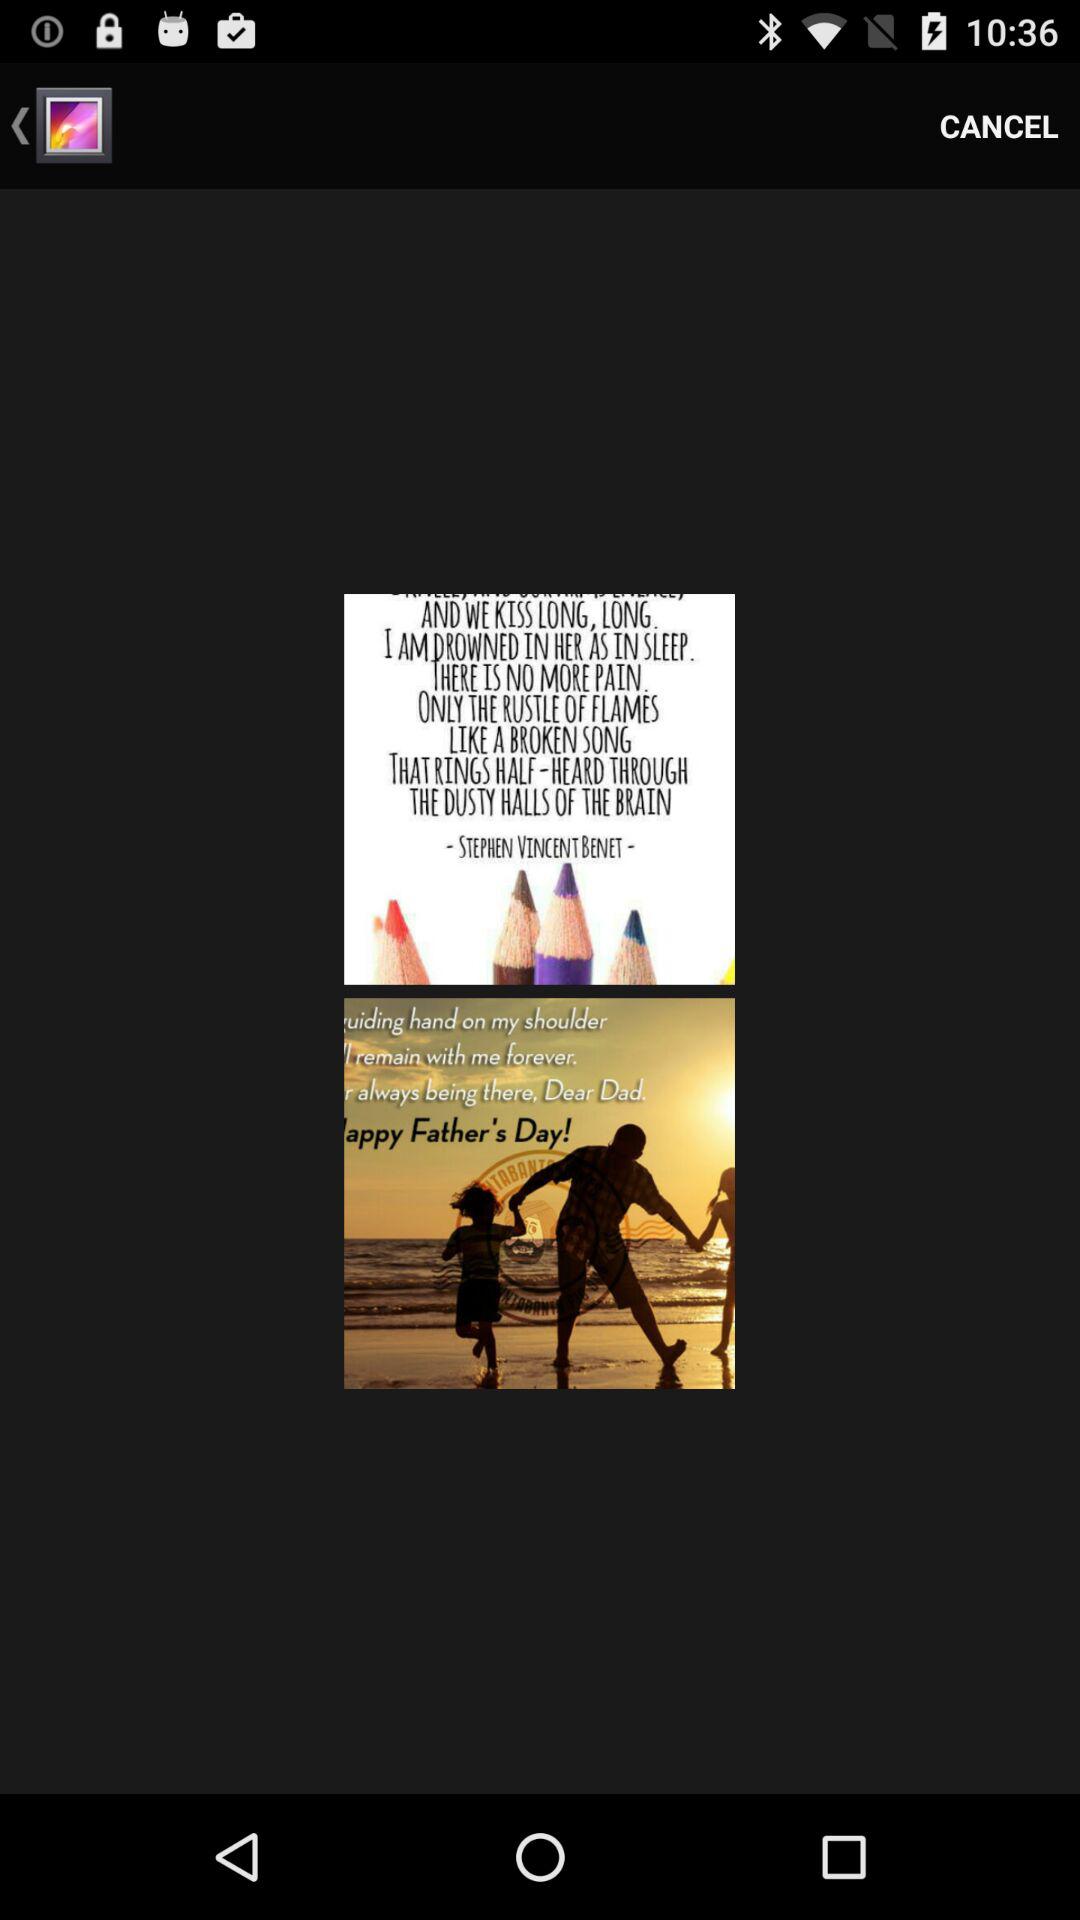 10:36
CANCEL
AND WE KISS LONG, LONG.
I AM DROWNED IN HER AS IN SLEEP.
THERE IS NO MORE PAIN.
ONLY THE RUSTLE OF FLAMES
LIKE A BROKEN SONG
THAT RINGS HALF-HEARD THROUGH
THE DUSTY HALLS OF THE BRAIN
- STEPHEN VINCENT BENET -
uiding hand on my shoulder
ll remain with me forever.
r always being there, Dear Dad.
appy Father's Day!